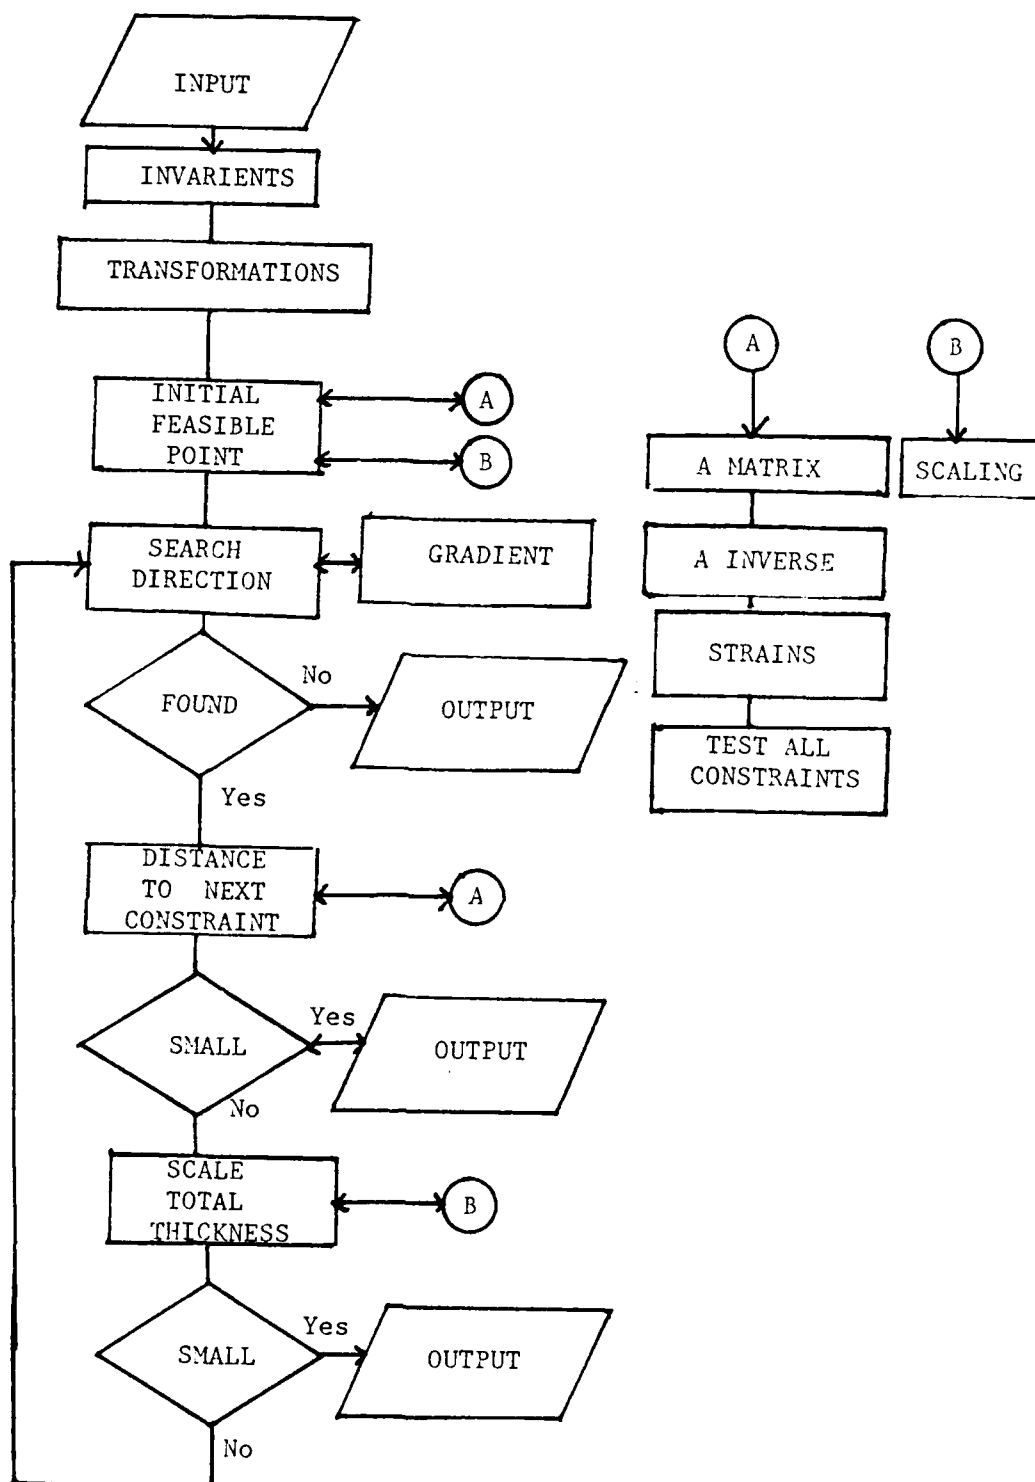 INPUT
INVARIENTS
TRANSFORMATIONS
INITIAL
FEASIBLE
POINT
A
B
SEARCH
DIRECTION
GRADIENT
FOUND
No
OUTPUT
Yes
DISTANCE
TO NEXT
CONSTRAINT
A
SMALL
Yes
OUTPUT
No
SCALE
TOTAL
THICKNESS
B
SMALL
Yes
OUTPUT
No
A
A MATRIX
A INVERSE
STRAINS
TEST ALL
CONSTRAINTS
B
SCALING